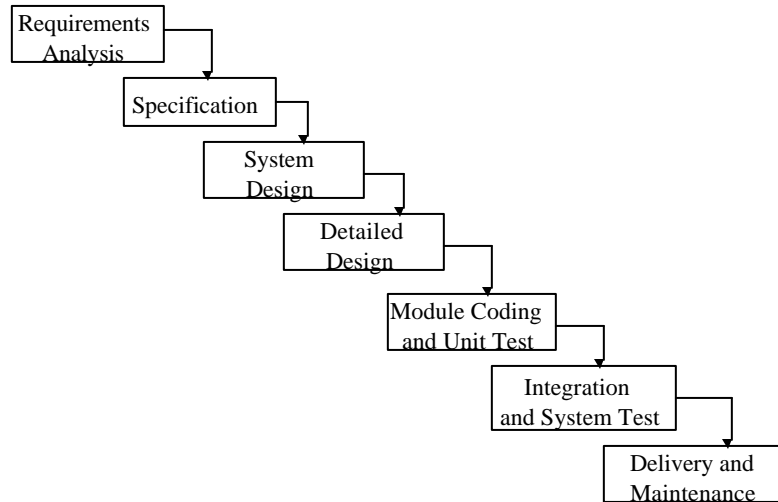 Requirements
Analysis
Specification
System
Design
Detailed
Design
Module Coding
and Unit Test
Integration
and System Test
Delivery and
Maintenance